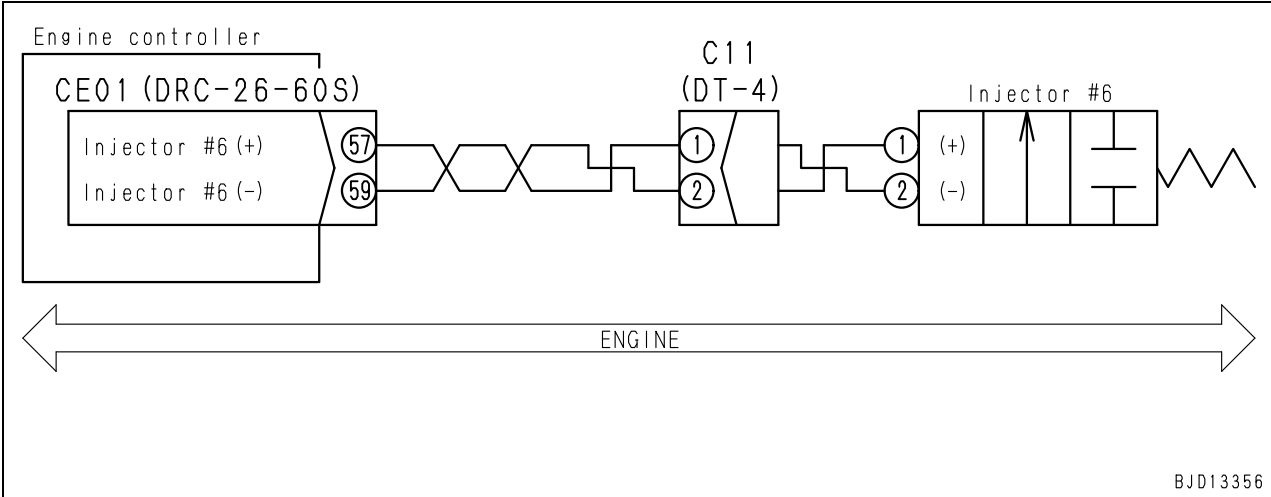 Engine controller
CE01 (DRC-26-60S)
Injector #6 (+)
Injector #6 (-)
57
59
C11
(DT-4)
1
2
Injector #6
1 (+)
2 (-)
ENGINE
BJD13356